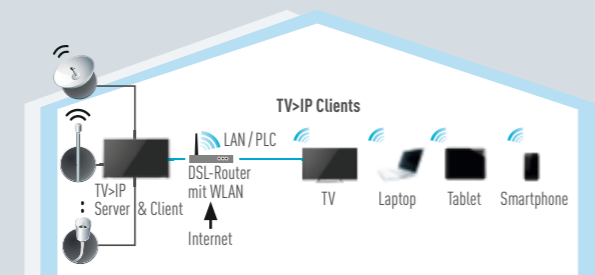 TV>IP Clients
LAN / PLC
DSL-Router
mit WLAN
Internet
TV>IP
Server & Client
TV
Laptop
Tablet
Smartphone